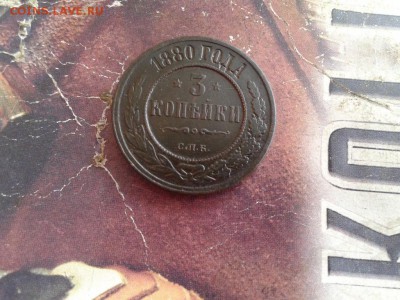 COINS.LAVE.RU
1880 ГОДА
* 3 *
КОПѢЙКИ
С.П.Б.